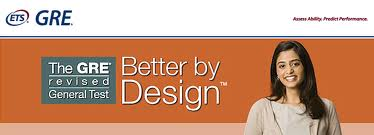 ETS GRE®
Assess Ability. Predict Performance.
The GRE®
revised
General Test
Better by
Design™